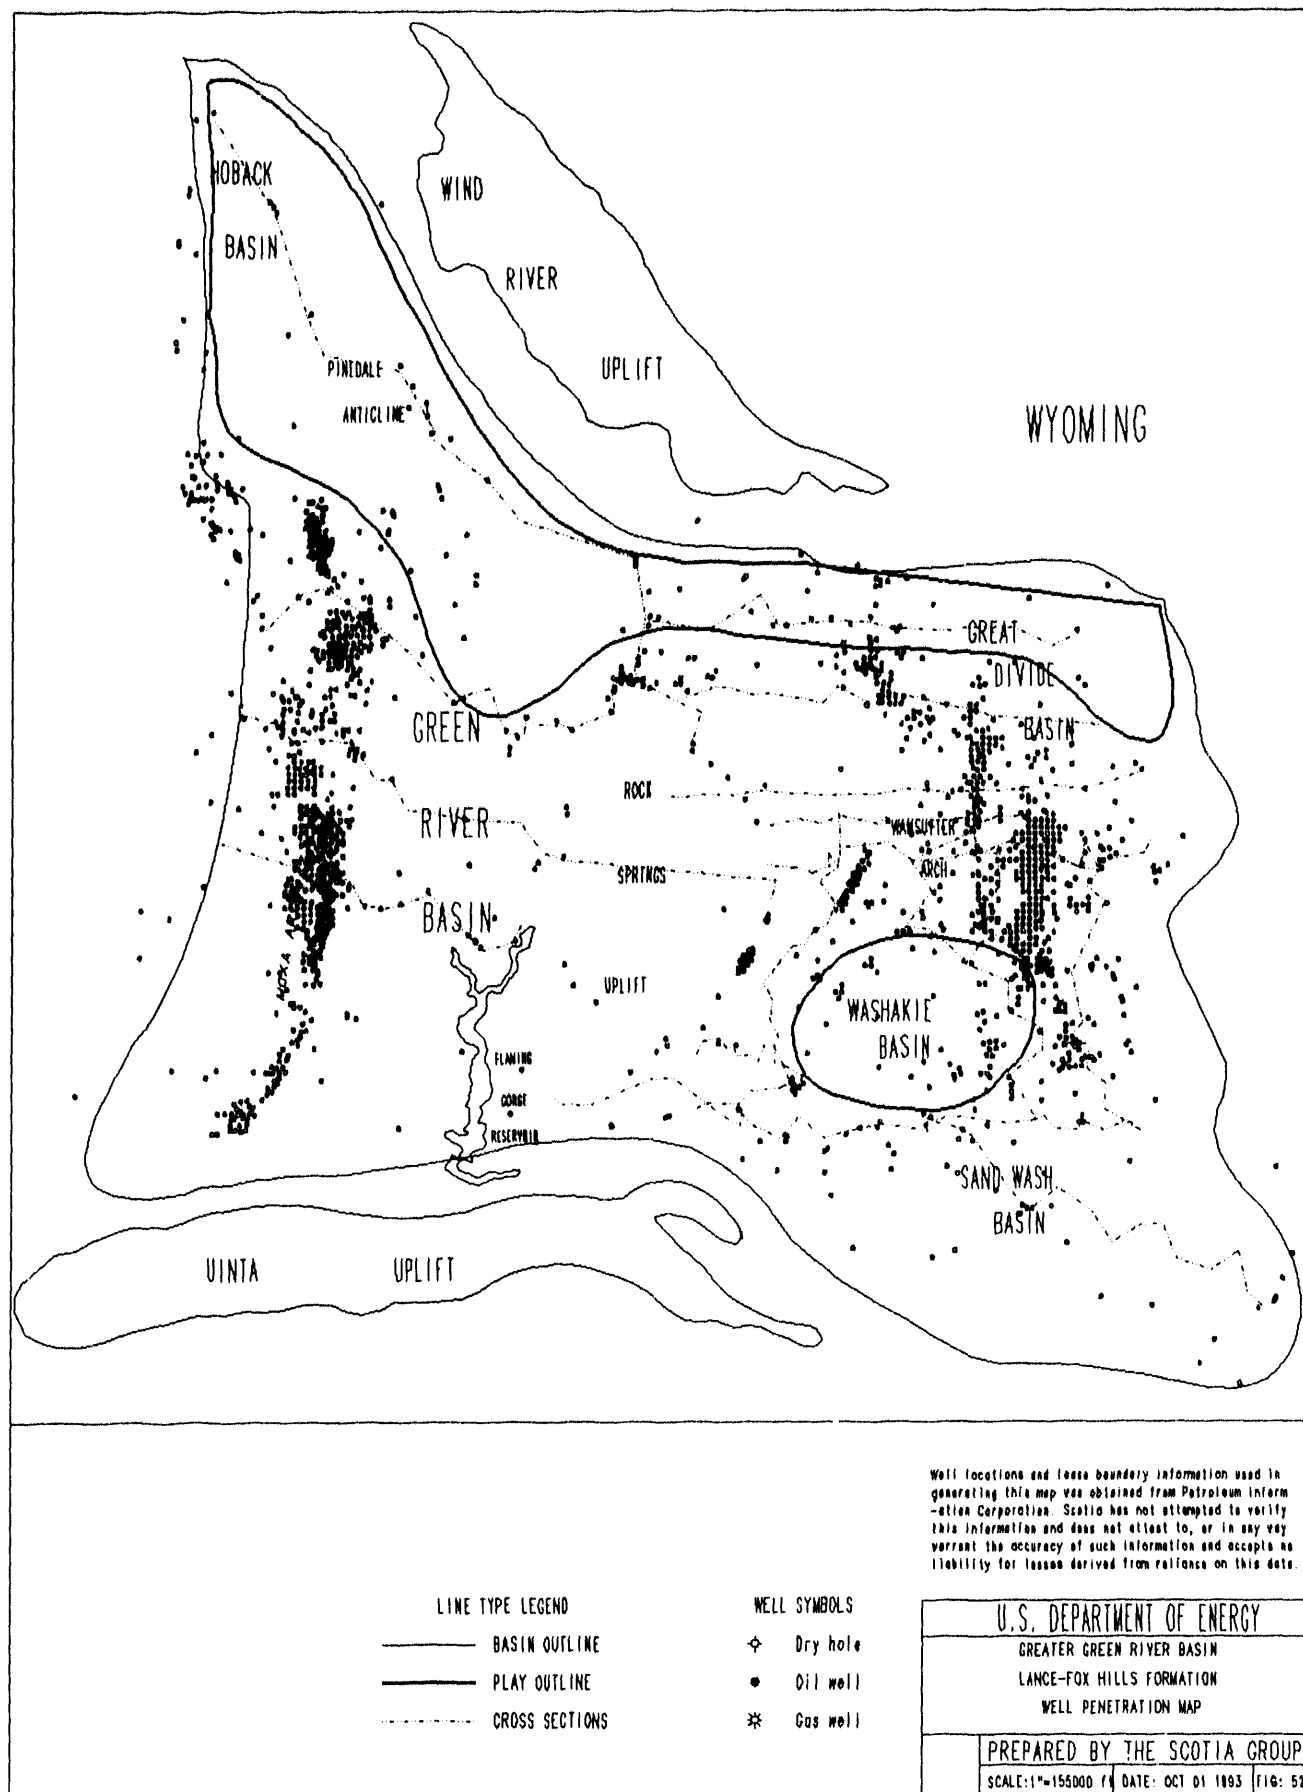 HOBACK
BASIN
WIND
RIVER
UPLIFT
PINEDALE
ANTICLINE
WYOMING
GREAT
DIVIDE
BASIN
GREEN
RIVER
BASIN
ROCK
SPRINGS
UPLIFT
WAMSUTTER
ARCH
MOXA
WASHAKIE
BASIN
FLAMING
GORGE
RESERVOIR
SAND WASH
BASIN
UINTA UPLIFT
Well locations and lease boundary information used in
generating this map was obtained from Petroleum Inform
-ation Corporation. Scotia has not attempted to verify
this information and does not attest to, or in any way
warrant the accuracy of such information and accepts no
liability for losses derived from reliance on this data.
LINE TYPE LEGEND
BASIN OUTLINE
PLAY OUTLINE
CROSS SECTIONS
WELL SYMBOLS
Dry hole
Oil well
Gas well
U.S. DEPARTMENT OF ENERGY
GREATER GREEN RIVER BASIN
LANCE-FOX HILLS FORMATION
WELL PENETRATION MAP
PREPARED BY THE SCOTIA GROUP
SCALE:1"=155000 DATE: OCT 01 1993 FIG: